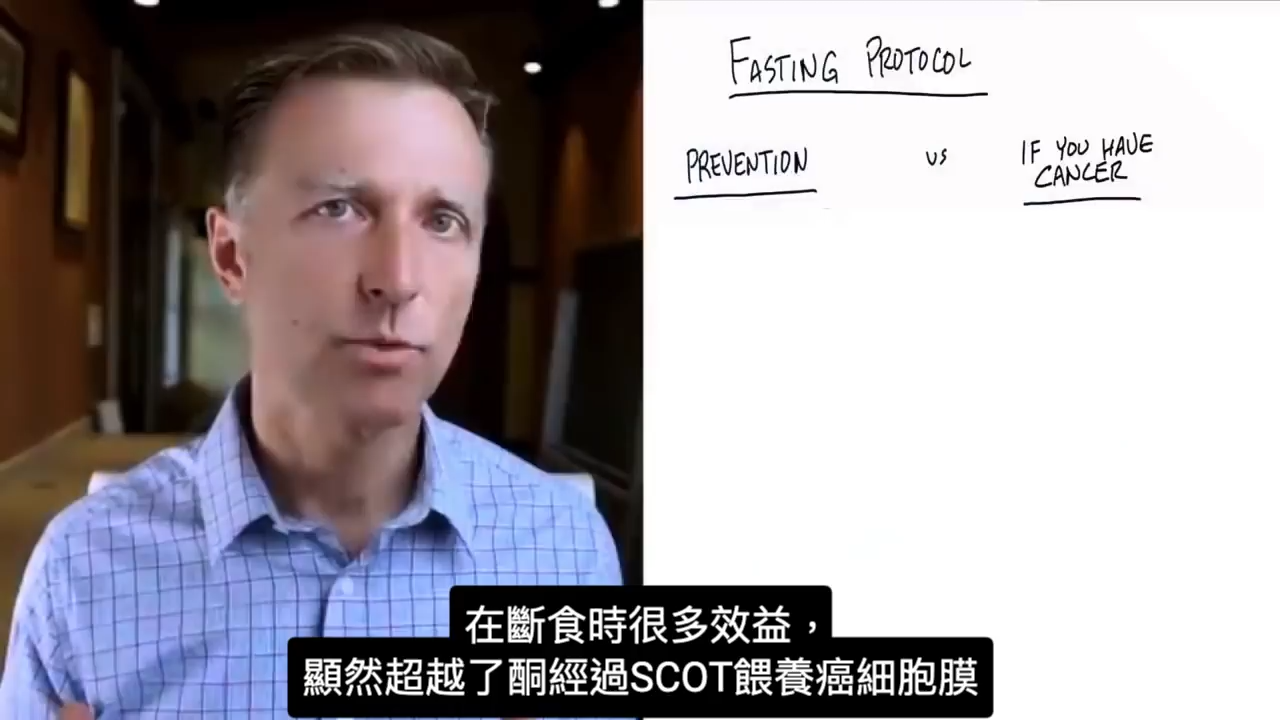 FASTING PROTOCOL
PREVENTION
vs
IF YOU HAVE
CANCER
在斷食時很多效益，
顯然超越了酮經過SCOT餵養癌細胞膜